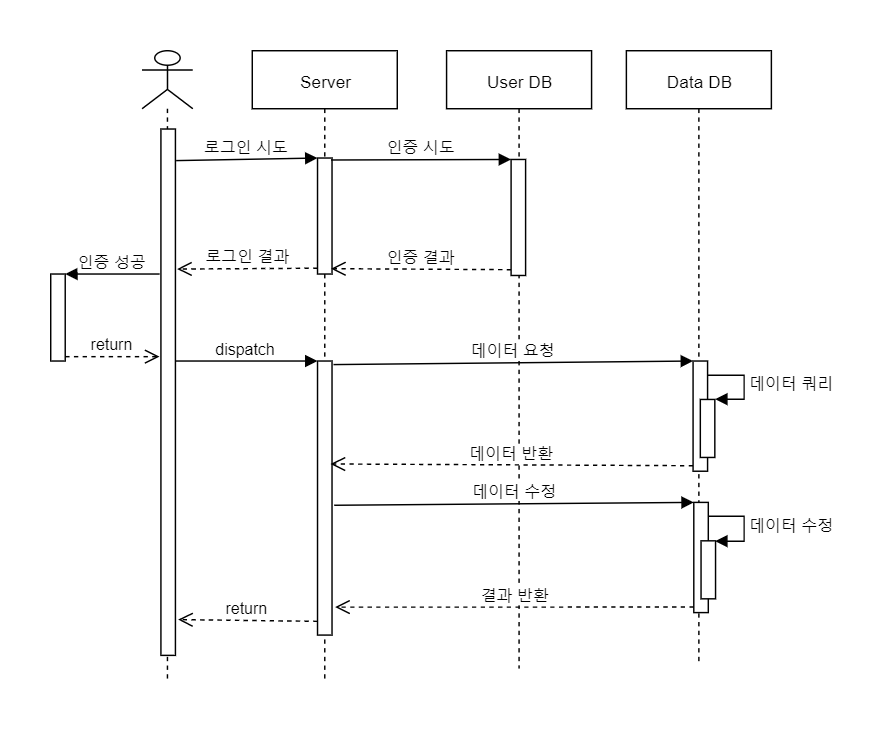 Server
User DB
Data DB
로그인 시도
인증 시도
로그인 결과
인증 결과
인증 성공
return
dispatch
데이터 요청
데이터 쿼리
데이터 반환
데이터 수정
데이터 수정
결과 반환
return